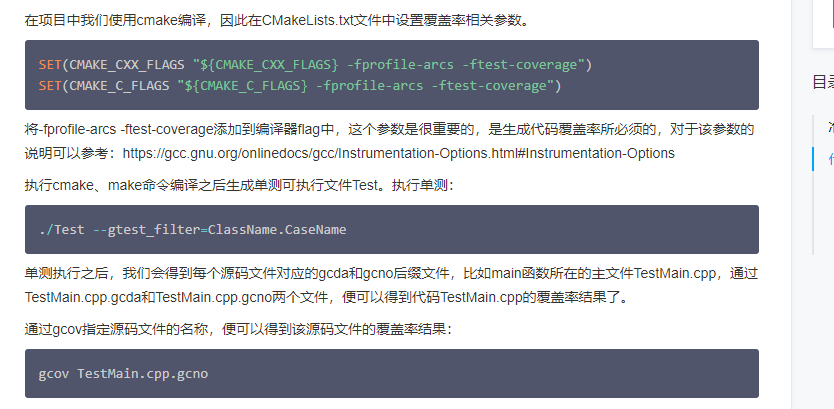 在项目中我们使用cmake编译，因此在CMakeLists.txt文件中设置覆盖率相关参数。
SET(CMAKE_CXX_FLAGS "${CMAKE_CXX_FLAGS} -fprofile-arcs -ftest-coverage")
SET(CMAKE_C_FLAGS "${CMAKE_C_FLAGS} -fprofile-arcs -ftest-coverage")
将-fprofile-arcs -ftest-coverage添加到编译器flag中，这个参数是很重要的，是生成代码覆盖率所必须的，对于该参数的
说明可以参考：https://gcc.gnu.org/onlinedocs/gcc/Instrumentation-Options.html#Instrumentation-Options
执行cmake、make命令编译之后生成单测可执行文件Test。执行单测：
./Test --gtest_filter=ClassName.CaseName
单测执行之后，我们会得到每个源码文件对应的gcda和gcno后缀文件，比如main函数所在的主文件TestMain.cpp，通过
TestMain.cpp.gcda和TestMain.cpp.gcno两个文件，便可以得到代码TestMain.cpp的覆盖率结果了。
通过gcov指定源码文件的名称，便可以得到该源码文件的覆盖率结果：
gcov TestMain.cpp.gcno
目